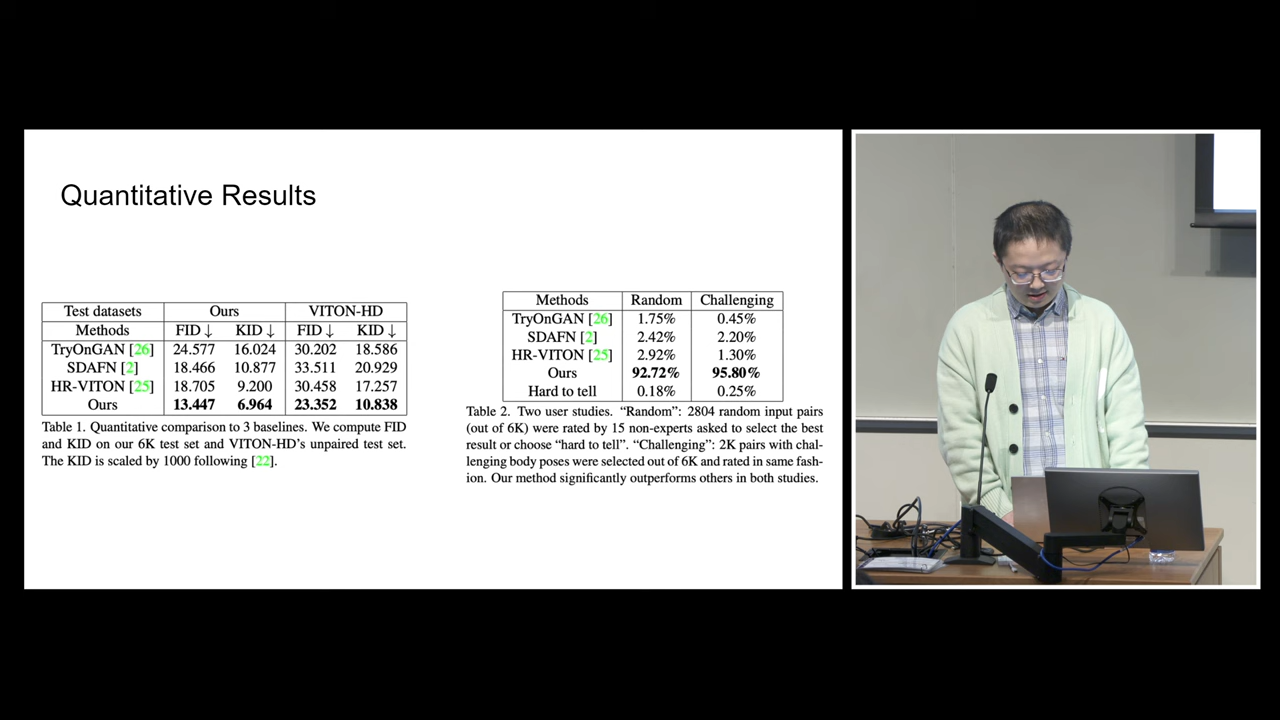 Quantitative Results
Test datasets Ours VITON-HD
Methods FID ↓ KID ↓ FID ↓ KID ↓
TryOnGAN [26] 24.577 16.024 30.202 18.586
SDAFN [2] 18.466 10.877 33.511 20.929
HR-VITON [25] 18.705 9.200 30.458 17.257
Ours 13.447 6.964 23.352 10.838
Table 1. Quantitative comparison to 3 baselines. We compute FID
and KID on our 6K test set and VITON-HD's unpaired test set.
The KID is scaled by 1000 following [22].
Methods Random Challenging
TryOnGAN [26] 1.75% 0.45%
SDAFN [2] 2.42% 2.20%
HR-VITON [25] 2.92% 1.30%
Ours 92.72% 95.80%
Hard to tell 0.18% 0.25%
Table 2. Two user studies. “Random”: 2804 random input pairs
(out of 6K) were rated by 15 non-experts asked to select the best
result or choose “hard to tell”. “Challenging”: 2K pairs with chal-
lenging body poses were selected out of 6K and rated in same fash-
ion. Our method significantly outperforms others in both studies.